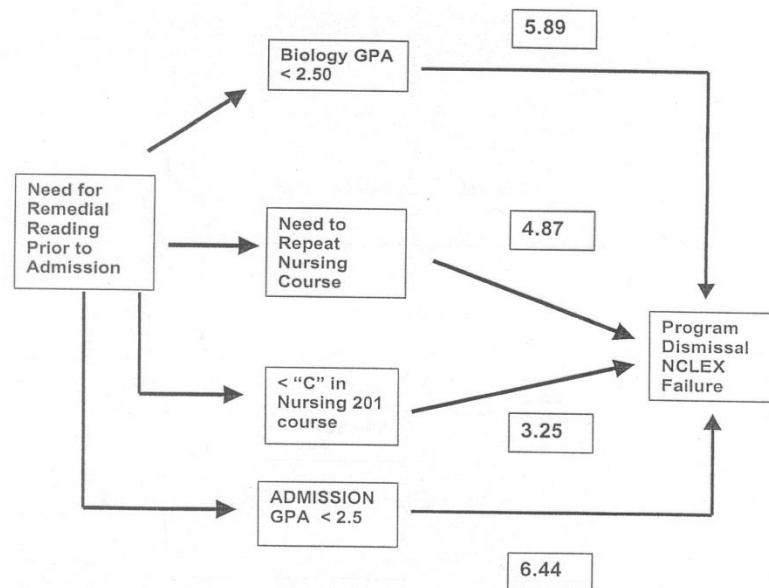 5.89
Biology GPA
< 2.50
Need for
Remedial
Reading
Prior to
Admission
Need to
Repeat
Nursing
Course
4.87
Program
Dismissal
NCLEX
Failure
< “C” in
Nursing 201
course
3.25
ADMISSION
GPA < 2.5
6.44